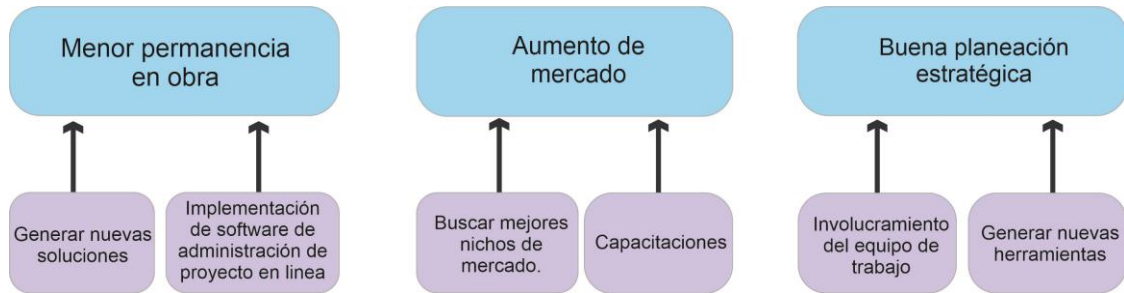 Menor permanencia
en obra
Aumento de
mercado
Buena planeación
estratégica
Generar nuevas
soluciones
Implementación
de software de
administración de
proyecto en linea
Buscar mejores
nichos de
mercado.
Capacitaciones
Involucramiento
del equipo de
trabajo
Generar nuevas
herramientas